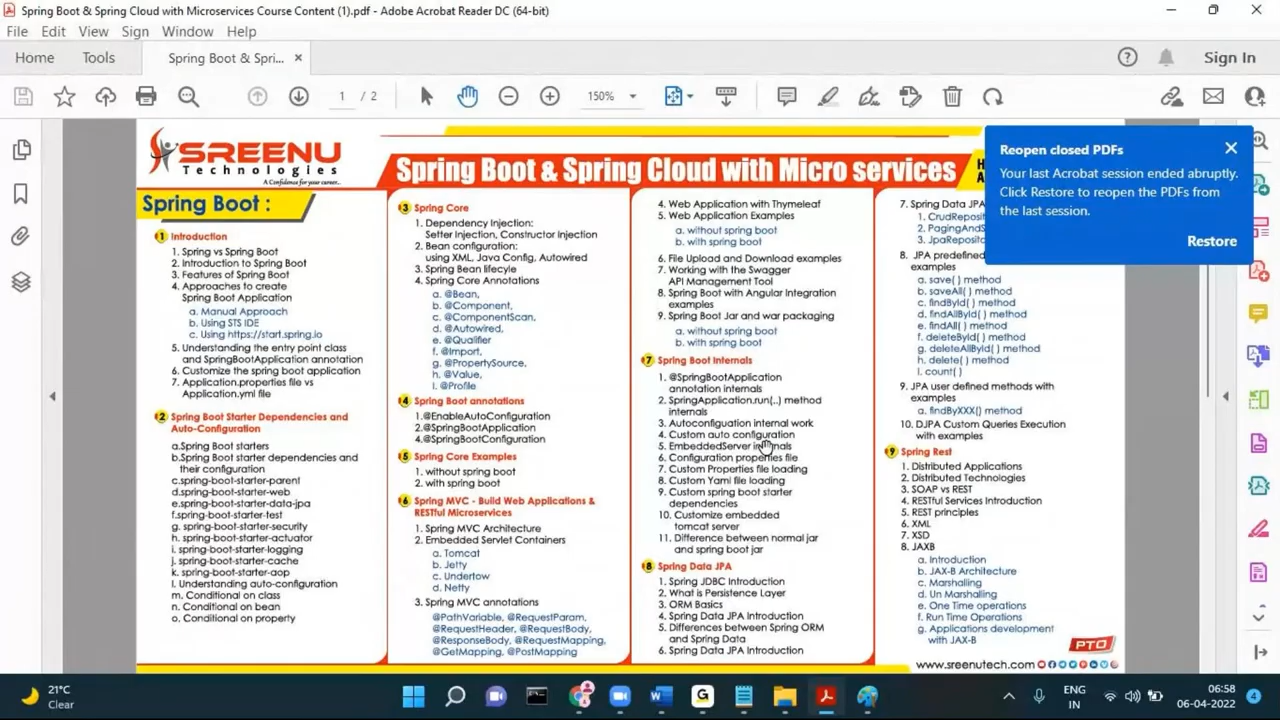 Spring Boot & Spring Cloud with Microservices Course Content (1).pdf - Adobe Acrobat Reader DC (64-bit)
File Edit View Sign Window Help
Home Tools Spring Boot & Spri... × Sign In
1 / 2 150%
SREENU
Technologies
A Confidence for your career...
Spring Boot & Spring Cloud with Micro services
Reopen closed PDFs
Your last Acrobat session ended abruptly.
Click Restore to reopen the PDFs from
the last session.
Restore
Spring Boot :
1 Introduction
1. Spring vs Spring Boot
2. Introduction to Spring Boot
3. Features of Spring Boot
4. Approaches to create
Spring Boot Application
a. Manual Approach
b. Using STS IDE
c. Using https://start.spring.io
5. Understanding the entry point class
and SpringBootApplication annotation
6. Customize the spring boot application
7. Application.properties file vs
Application.yml file
2 Spring Boot Starter Dependencies and
Auto-Configuration
a.Spring Boot starters
b.Spring Boot starter dependencies and
their configuration
c.spring-boot-starter-parent
d.spring-boot-starter-web
e.spring-boot-starter-data-jpa
f.spring-boot-starter-test
g. spring-boot-starter-security
h. spring-boot-starter-actuator
i. spring-boot-starter-logging
j. spring-boot-starter-cache
k. spring-boot-starter-aop
l. Understanding auto-configuration
m. Conditional on class
n. Conditional on bean
o. Conditional on property
3 Spring Core
1. Dependency Injection:
Setter Injection, Constructor Injection
2. Bean configuration:
using XML, Java Config, Autowired
3. Spring Bean lifecyle
4. Spring Core Annotations
a. @Bean,
b. @Component,
c. @ComponentScan,
d. @Autowired,
e. @Qualifier
f. @Import,
g. @PropertySource,
h. @Value,
I. @Profile
4 Spring Boot annotations
1.@EnableAutoConfiguration
2.@SpringBootApplication
4.@SpringBootConfiguration
5 Spring Core Examples
1. without spring boot
2. with spring boot
6 Spring MVC - Build Web Applications &
RESTful Microservices
1. Spring MVC Architecture
2. Embedded Servlet Containers
a. Tomcat
b. Jetty
c. Undertow
d. Netty
3. Spring MVC annotations
@PathVariable, @RequestParam,
@RequestHeader, @RequestBody,
@ResponseBody, @RequestMapping,
@GetMapping, @PostMapping
4. Web Application with Thymeleaf
5. Web Application Examples
a. without spring boot
b. with spring boot
6. File Upload and Download examples
7. Working with the Swagger
API Management Tool
8. Spring Boot with Angular Integration
examples
9. Spring Boot Jar and war packaging
a. without spring boot
b. with spring boot
7 Spring Boot Internals
1. @SpringBootApplication
annotation internals
2. SpringApplication.run(..) method
internals
3. Autoconfiguation internal work
4. Custom auto configuration
5. EmbeddedServer internals
6. Configuration properties file
7. Custom Properties file loading
8. Custom Yaml file loading
9. Custom spring boot starter
dependencies
10. Customize embedded
tomcat server
11. Difference between normal jar
and spring boot jar
8 Spring Data JPA
1. Spring JDBC Introduction
2. What is Persistence Layer
3. ORM Basics
4. Spring Data JPA Introduction
5. Differences between Spring ORM
and Spring Data
6. Spring Data JPA Introduction
7. Spring Data JPA
1. CrudReposit
2. PagingAndS
3. JpaReposito
8. JPA predefined
examples
a. save( ) method
b. saveAll( ) method
c. findById( ) method
d. findAllById( ) method
e. findAll( ) method
f. deleteById( ) method
g. deleteAllById( ) method
h. delete( ) method
I. count( )
9. JPA user defined methods with
examples
a. findByXXX() method
10. DJPA Custom Queries Execution
with examples
9 Spring Rest
1. Distributed Applications
2. Distributed Technologies
3. SOAP vs REST
4. RESTful Services Introduction
5. REST principles
6. XML
7. XSD
8. JAXB
a. Introduction
b. JAX-B Architecture
c. Marshalling
d. Un Marshalling
e. One Time operations
f. Run Time Operations
g. Applications development
with JAX-B
PTO
www.sreenutech.com
21°C
Clear
ENG
IN
06:58
06-04-2022
4